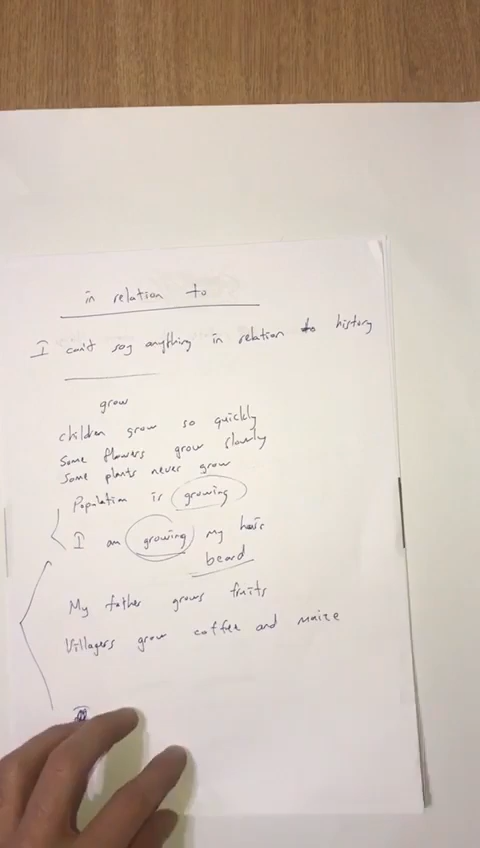 in relation to
I can't say anything in relation to history
grow
children grow so quickly
Some flowers grow slowly
Some plants never grow
Population is growing
I am growing my hair
beard
My father grows fruits
Villagers grow coffee and maize